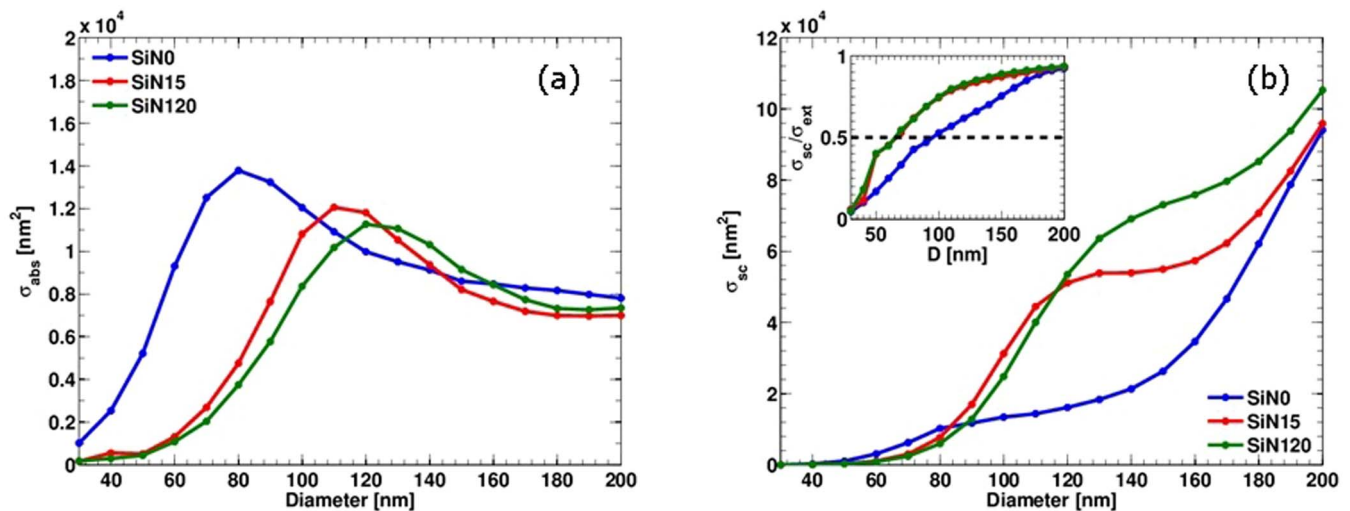 x 10⁴
2
1.8
1.6
1.4
1.2
1
0.8
0.6
0.4
0.2
0
σabs [nm²]
SiN0
SiN15
SiN120
(a)
40 60 80 100 120 140 160 180 200
Diameter [nm]
x 10⁴
12
10
8
6
4
2
0
σsc [nm²]
1
0.5
0
σsc/σext
50 100 150 200
D [nm]
(b)
SiN0
SiN15
SiN120
40 60 80 100 120 140 160 180 200
Diameter [nm]